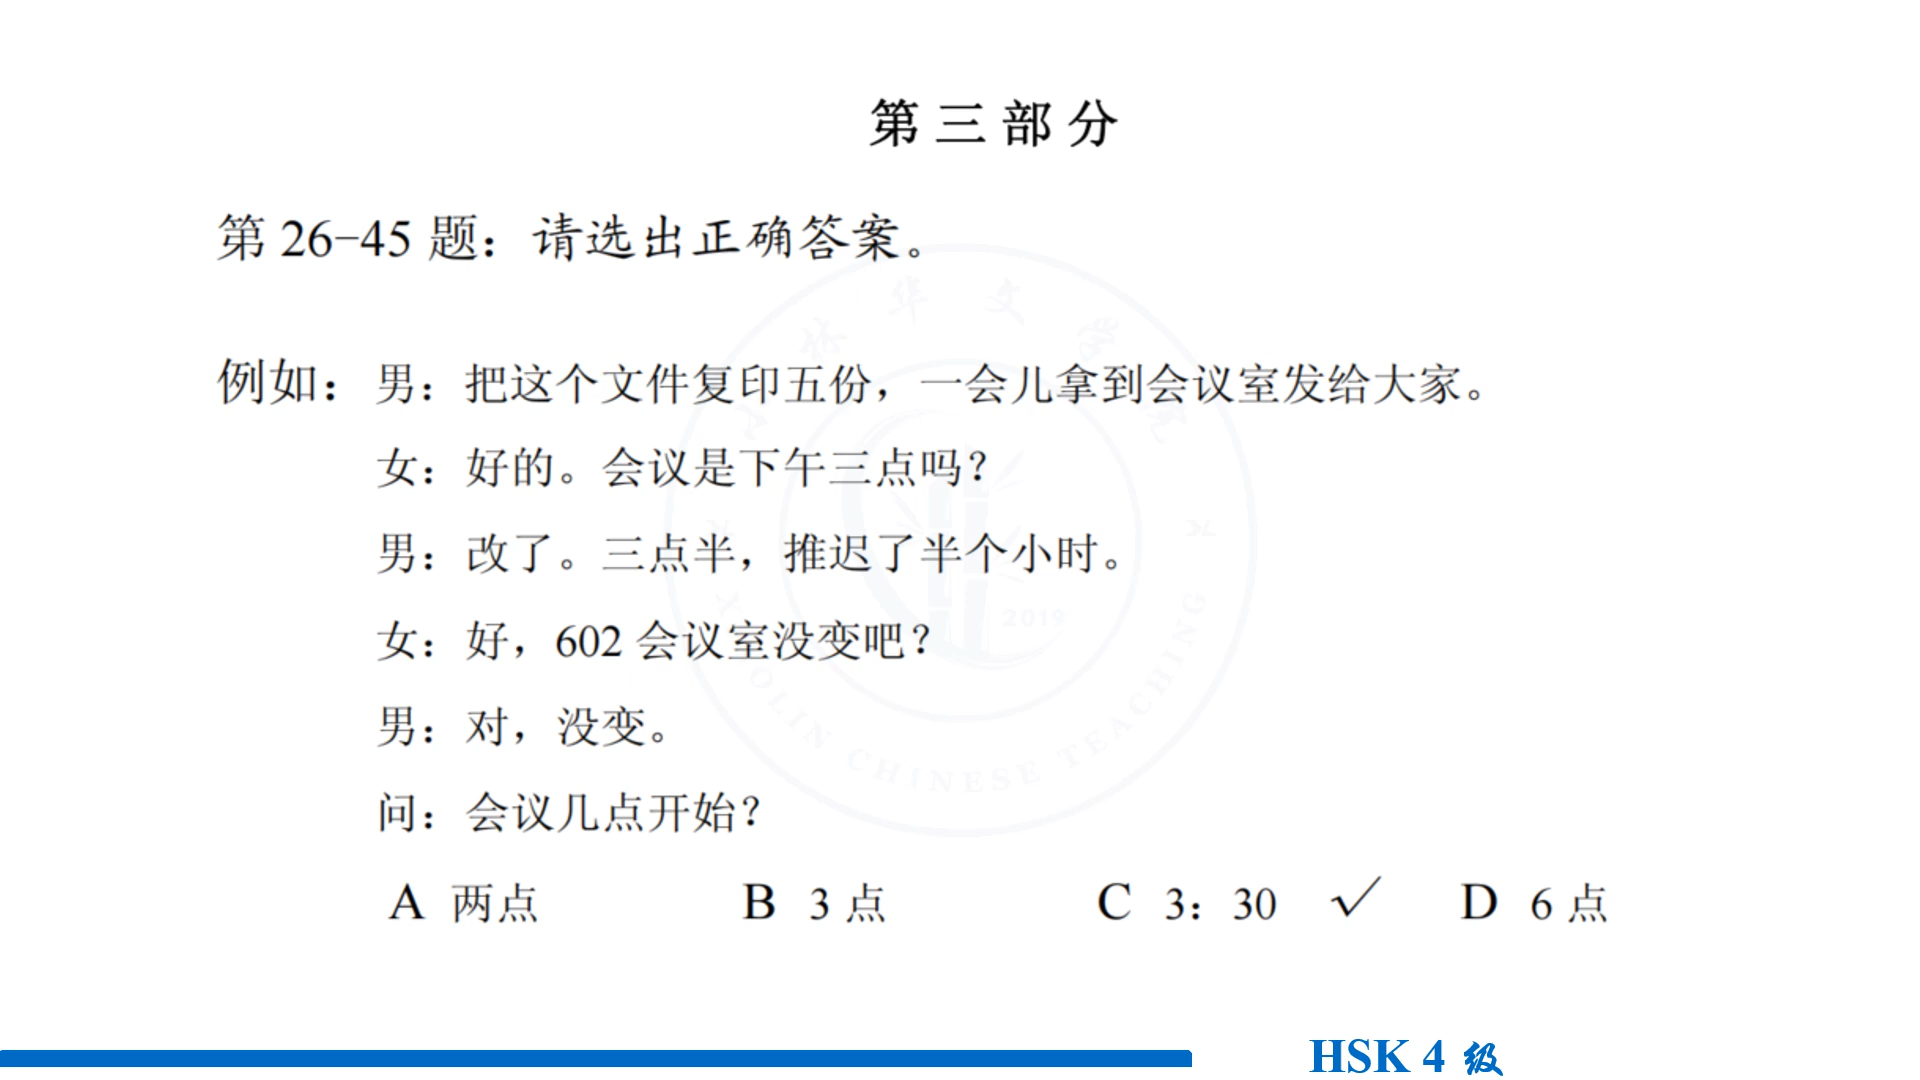 第三部分
第 26-45 题：请选出正确答案。
例如：男：把这个文件复印五份，一会儿拿到会议室发给大家。
女：好的。会议是下午三点吗？
男：改了。三点半，推迟了半个小时。
女：好，602 会议室没变吧？
男：对，没变。
问：会议几点开始？
A 两点 B 3 点 C 3：30 √ D 6 点
2019
CHINESE TEACHING
HSK 4 级